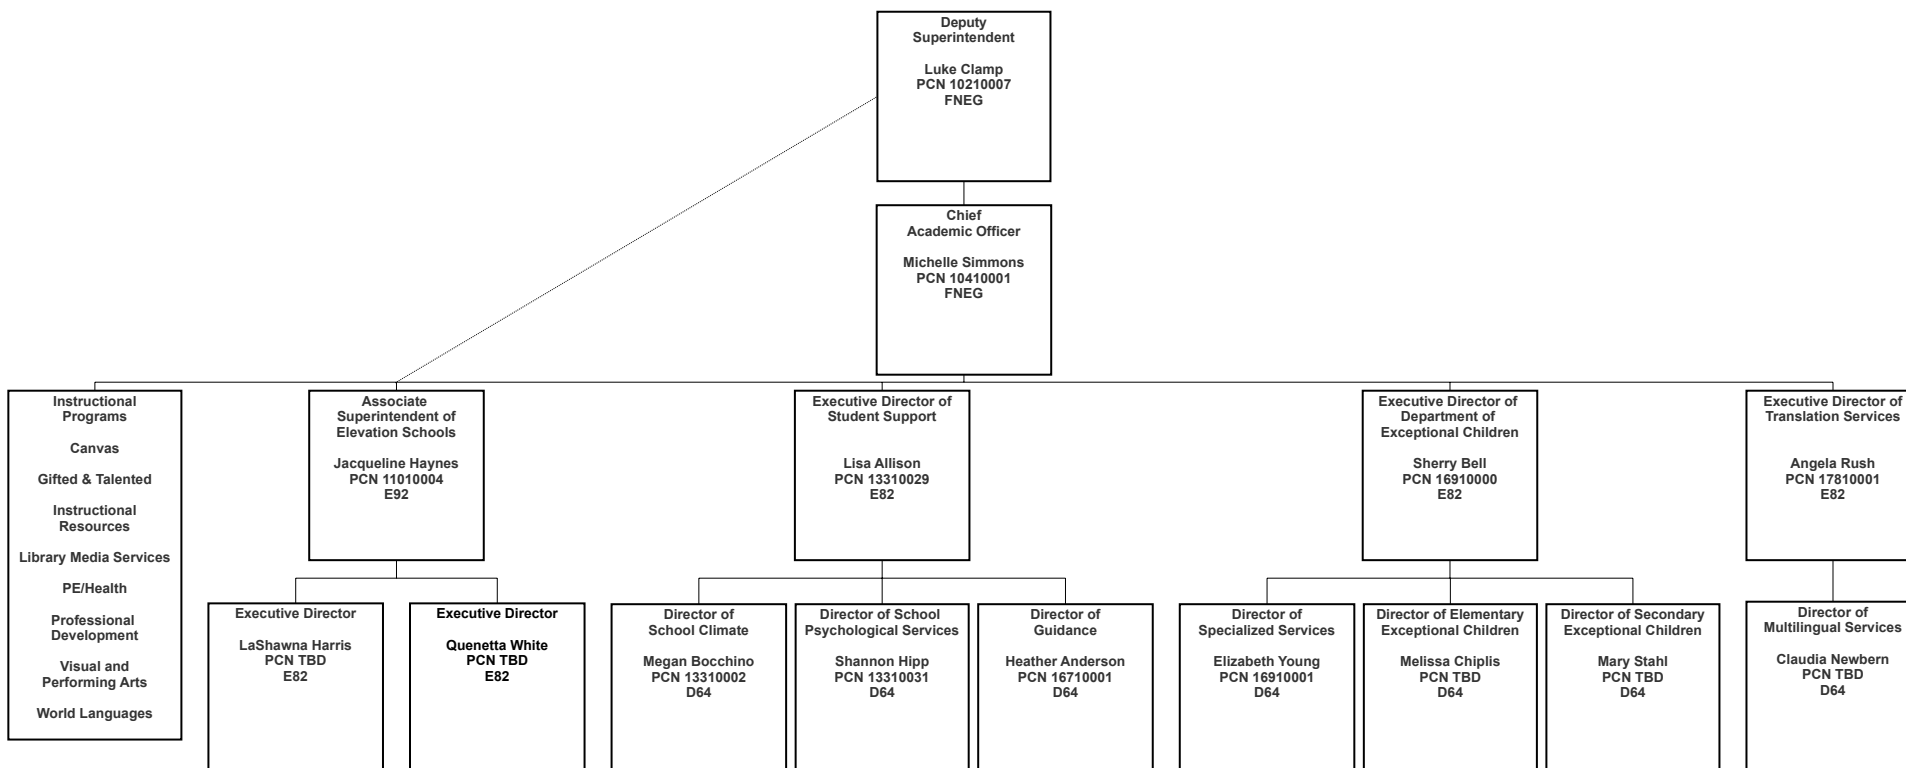 Deputy
Superintendent
Luke Clamp
PCN 10210007
FNEG
Chief
Academic Officer
Michelle Simmons
PCN 10410001
FNEG
Instructional
Programs
Canvas
Gifted & Talented
Instructional
Resources
Library Media Services
PE/Health
Professional
Development
Visual and
Performing Arts
World Languages
Associate
Superintendent of
Elevation Schools
Jacqueline Haynes
PCN 11010004
E92
Executive Director of
Student Support
Lisa Allison
PCN 13310029
E82
Executive Director of
Department of
Exceptional Children
Sherry Bell
PCN 16910000
E82
Executive Director of
Translation Services
Angela Rush
PCN 17810001
E82
Executive Director
LaShawna Harris
PCN TBD
E82
Executive Director
Quenetta White
PCN TBD
E82
Director of
School Climate
Megan Bocchino
PCN 13310002
D64
Director of School
Psychological Services
Shannon Hipp
PCN 13310031
D64
Director of
Guidance
Heather Anderson
PCN 16710001
D64
Director of
Specialized Services
Elizabeth Young
PCN 16910001
D64
Director of Elementary
Exceptional Children
Melissa Chiplis
PCN TBD
D64
Director of Secondary
Exceptional Children
Mary Stahl
PCN TBD
D64
Director of
Multilingual Services
Claudia Newbern
PCN TBD
D64